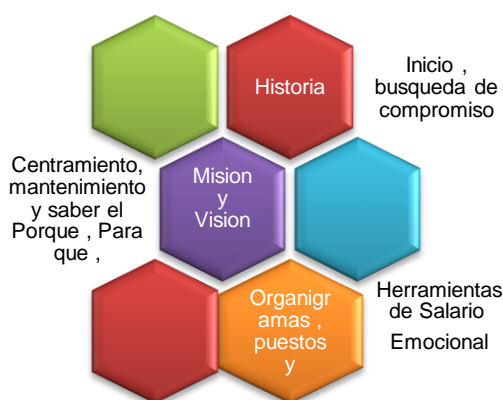 Historia
Inicio ,
busqueda de
compromiso
Centramiento,
mantenimiento
y saber el
Porque , Para
que ,
Mision
y
Vision
Organigr
amas ,
puestos
y
Herramientas
de Salario
Emocional